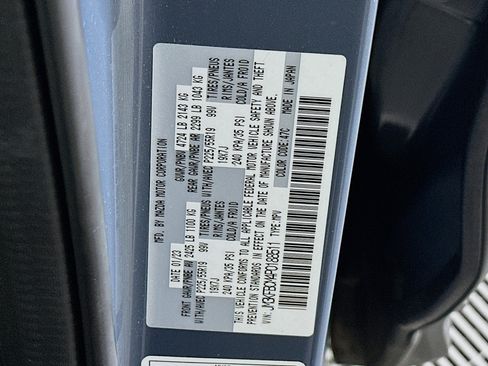 MFD. BY MAZDA MOTOR CORPORATION
DATE 01/23 GVWR/PNBV 4724 LB 2143 KG
FRONT GAWR/PNBE AV 2425 LB 1100 KG REAR GAWR/PNBE AR 2299 LB 1043 KG
WITH/AVEC TIRES/PNEUS RIMS/JANTES COLD/A FROID WITH/AVEC TIRES/PNEUS RIMS/JANTES COLD/A FROID
P225/55R19 99V 19X7J 240 KPA/35 PSI P225/55R19 99V 19X7J 240 KPA/35 PSI
THIS VEHICLE CONFORMS TO ALL APPLICABLE FEDERAL MOTOR VEHICLE SAFETY AND THEFT
PREVENTION STANDARDS IN EFFECT ON THE DATE OF MANUFACTURE SHOWN ABOVE.
VIN: TYPE: MPV COLOR CODE: 47C MADE IN JAPAN